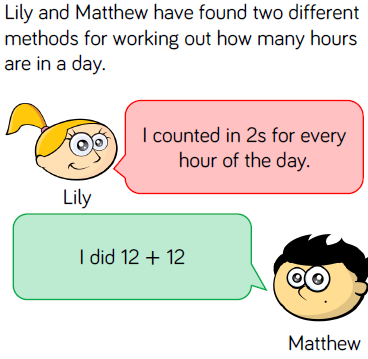 Lily and Matthew have found two different
methods for working out how many hours
are in a day.
I counted in 2s for every
hour of the day.
Lily
I did 12 + 12
Matthew